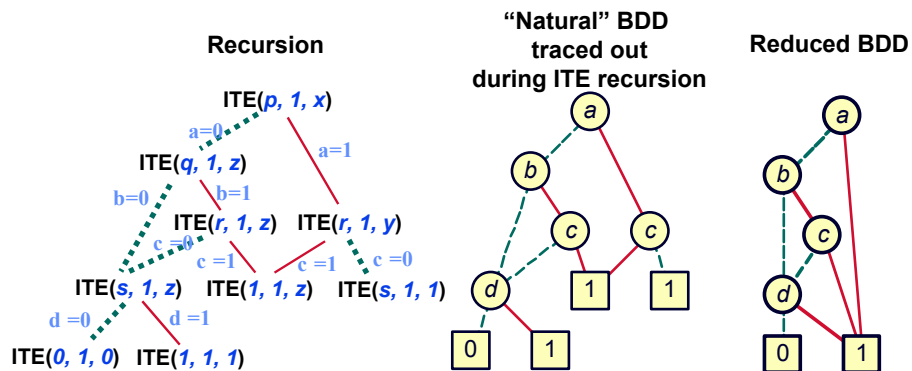 Recursion
“Natural” BDD
traced out
during ITE recursion
Reduced BDD
ITE(p, 1, x)
a=0
a=1
ITE(q, 1, z)
b=0
b=1
ITE(r, 1, z)
ITE(r, 1, y)
c =0
c =1
c =1
c =0
ITE(s, 1, z)
ITE(1, 1, z)
ITE(s, 1, 1)
d =0
d =1
ITE(0, 1, 0)
ITE(1, 1, 1)
a
b
c
c
d
1
1
0
1
a
b
c
d
0
1